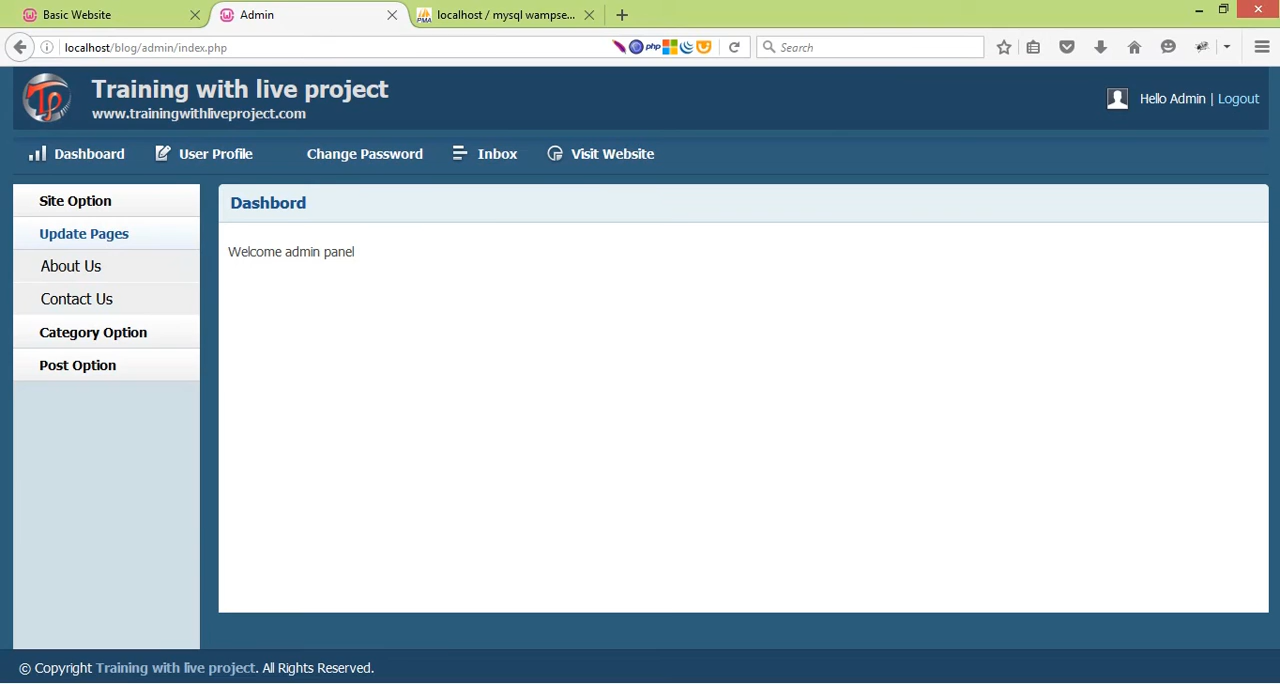 Basic Website
Admin
localhost / mysql wampse...
localhost/blog/admin/index.php
php
Search
Training with live project
www.trainingwithliveproject.com
Hello Admin | Logout
Dashboard
User Profile
Change Password
Inbox
Visit Website
Site Option
Update Pages
About Us
Contact Us
Category Option
Post Option
Dashbord
Welcome admin panel
© Copyright Training with live project. All Rights Reserved.